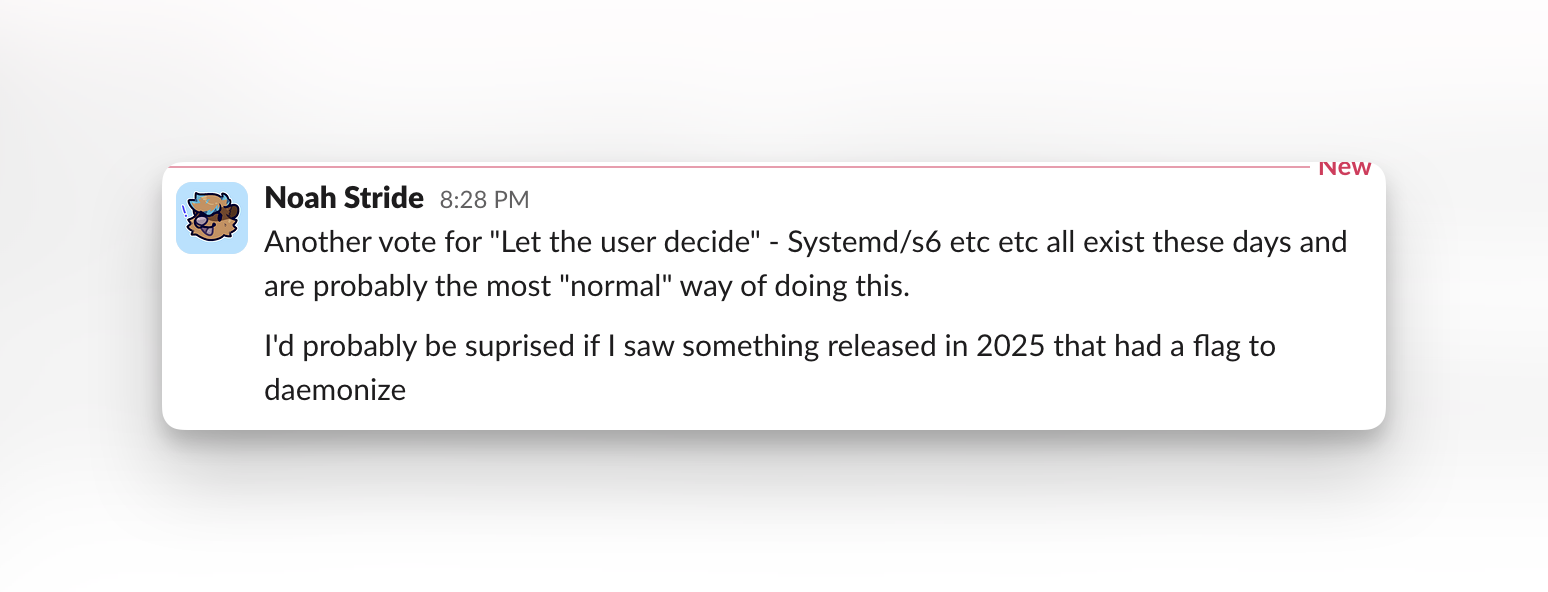 New
Noah Stride 8:28 PM
Another vote for "Let the user decide" - Systemd/s6 etc etc all exist these days and
are probably the most "normal" way of doing this.
I'd probably be suprised if I saw something released in 2025 that had a flag to
daemonize